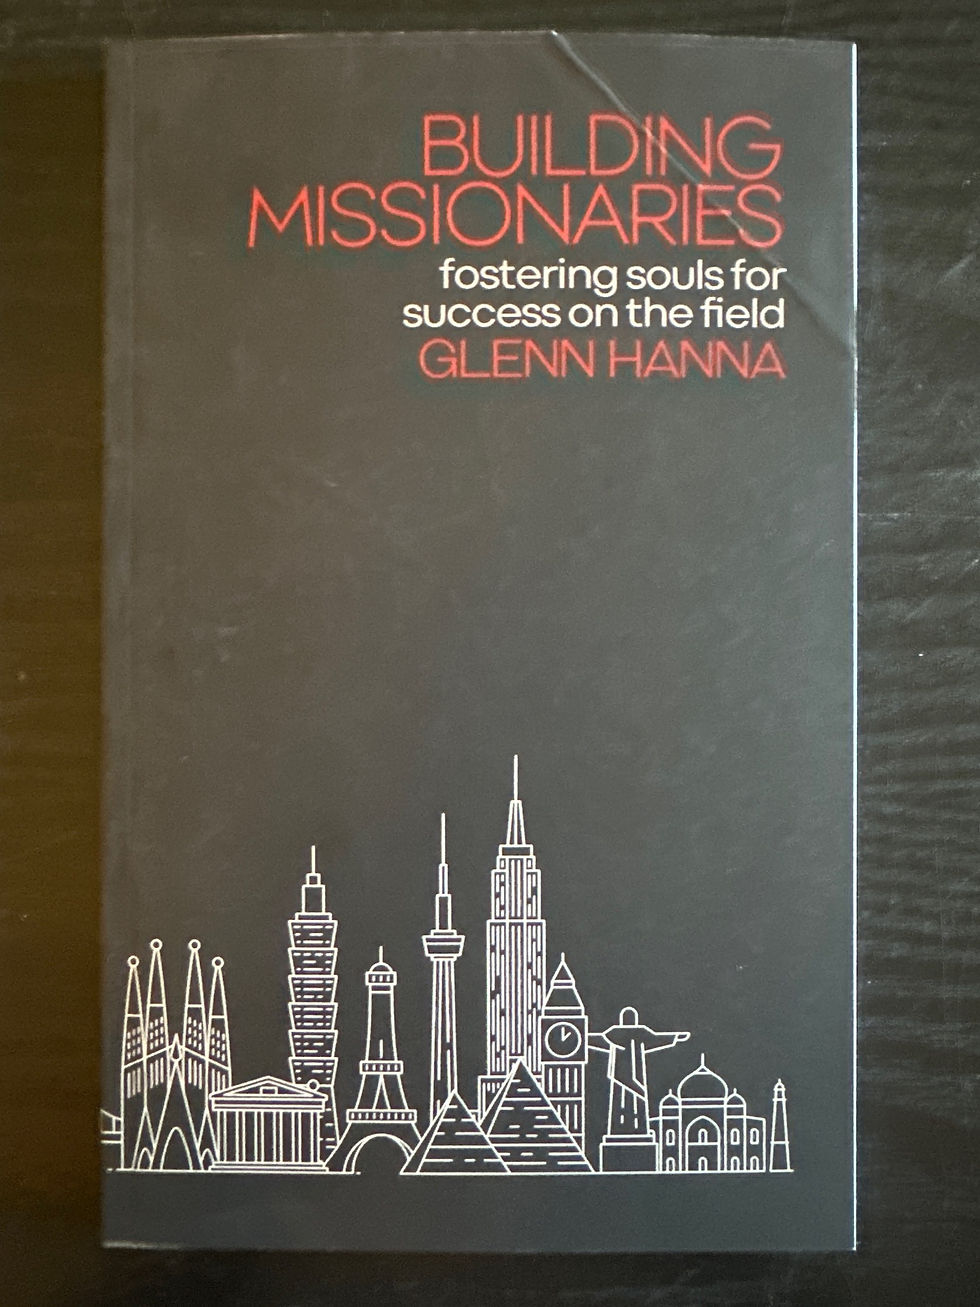 BUILDING
MISSIONARIES
fostering souls for
success on the field
GLENN HANNA